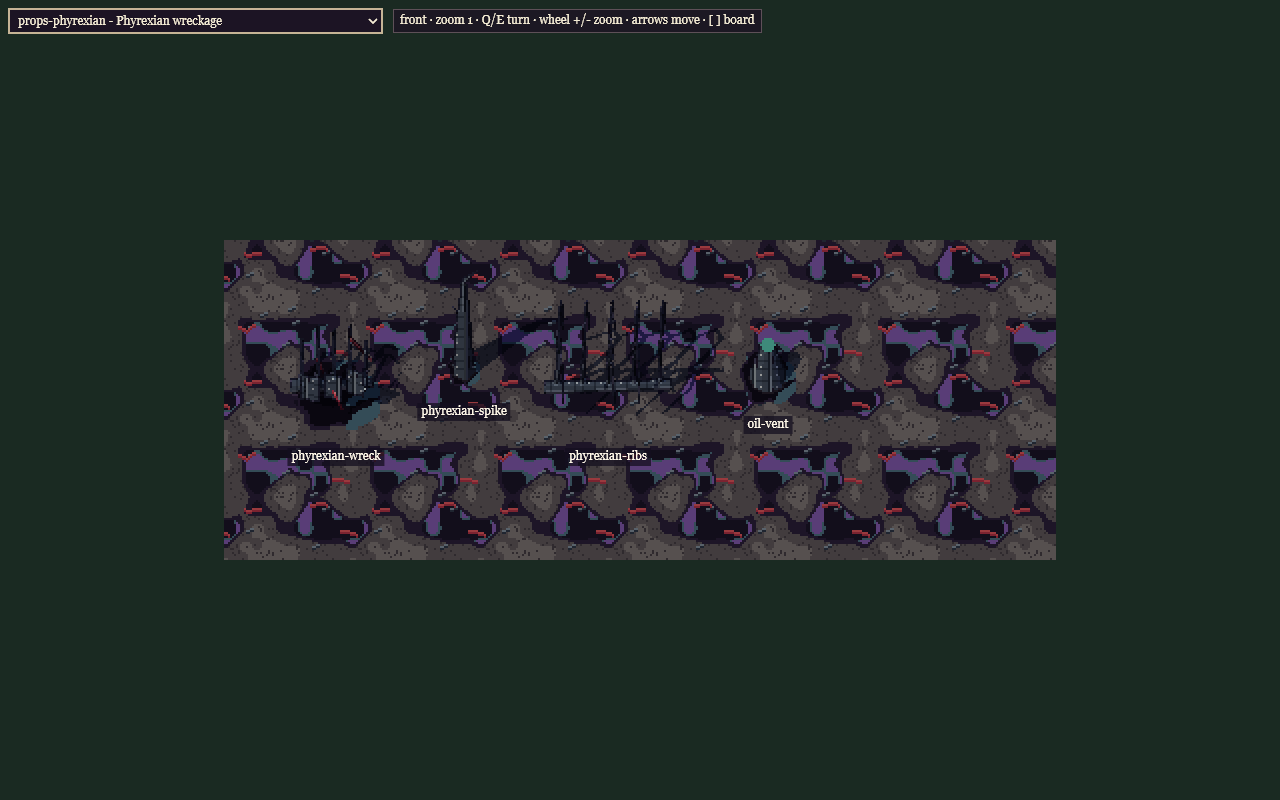 props-phyrexian - Phyrexian wreckage
front · zoom 1 · Q/E turn · wheel +/- zoom · arrows move · [ ] board
phyrexian-spike
oil-vent
phyrexian-wreck
phyrexian-ribs